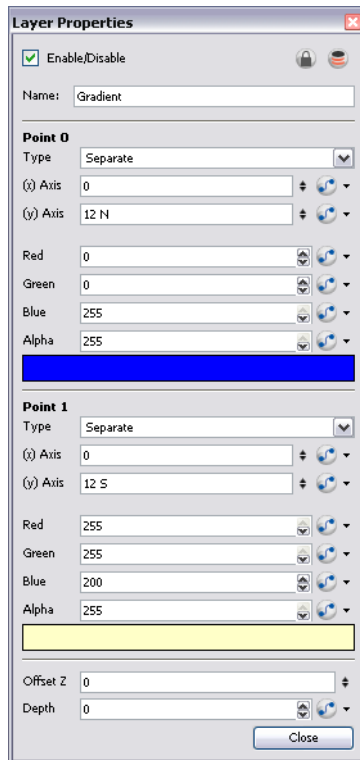 Layer Properties
Enable/Disable
Name: Gradient
Point 0
Type Separate
(x) Axis 0
(y) Axis 12 N
Red 0
Green 0
Blue 255
Alpha 255
Point 1
Type Separate
(x) Axis 0
(y) Axis 12 S
Red 255
Green 255
Blue 200
Alpha 255
Offset Z 0
Depth 0
Close